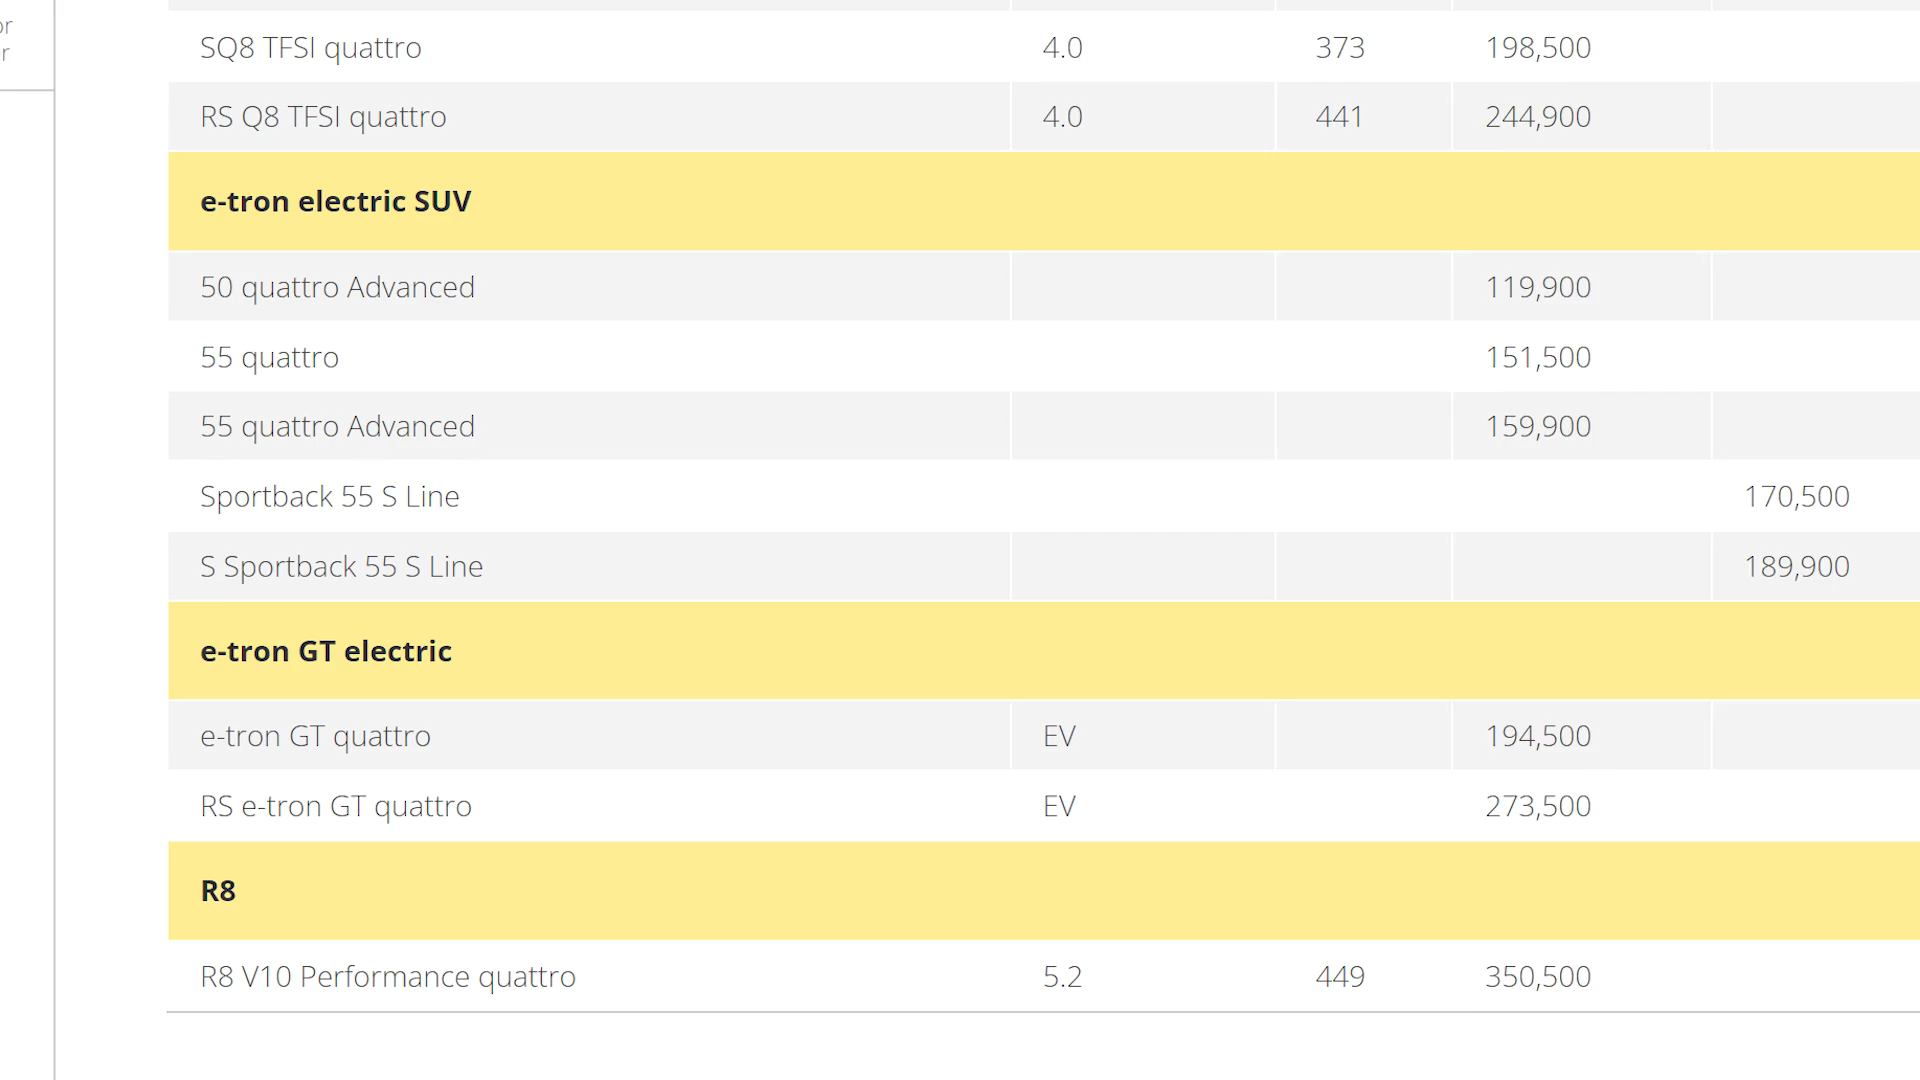 or
r
SQ8 TFSI quattro 4.0 373 198,500
RS Q8 TFSI quattro 4.0 441 244,900
e-tron electric SUV
50 quattro Advanced 119,900
55 quattro 151,500
55 quattro Advanced 159,900
Sportback 55 S Line 170,500
S Sportback 55 S Line 189,900
e-tron GT electric
e-tron GT quattro EV 194,500
RS e-tron GT quattro EV 273,500
R8
R8 V10 Performance quattro 5.2 449 350,500